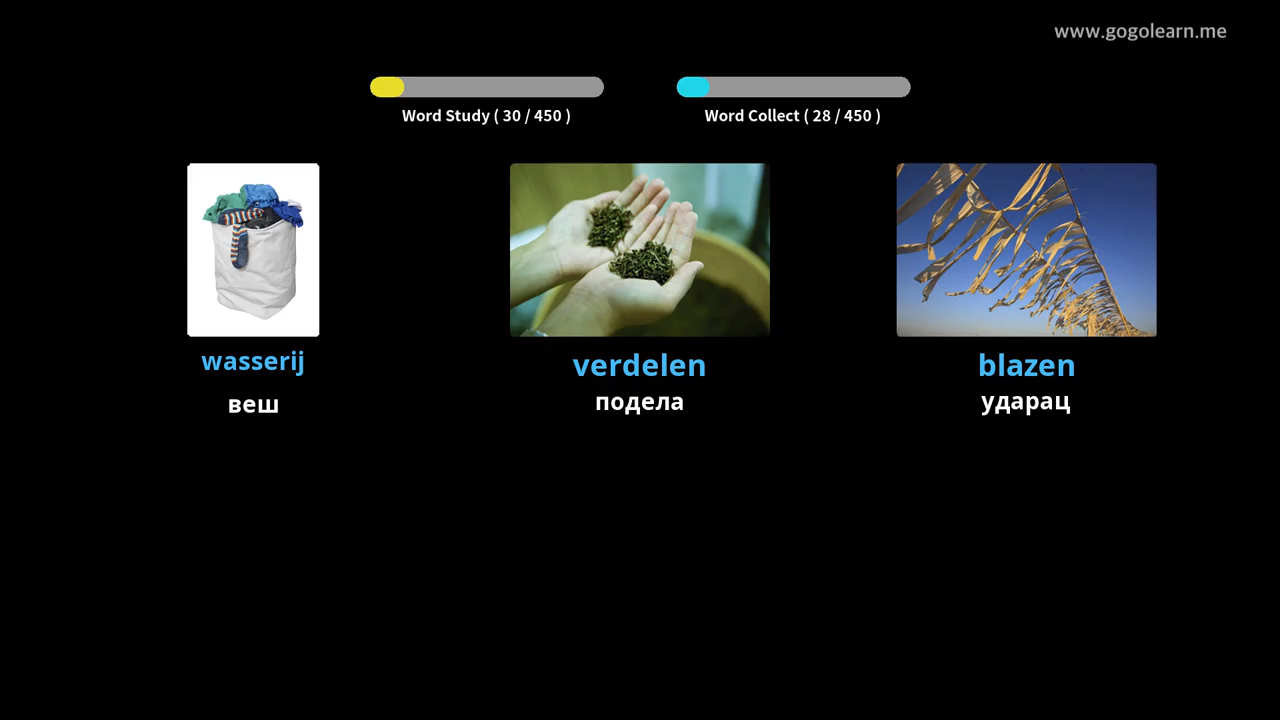 www.gogolearn.me
Word Study ( 30 / 450 )
Word Collect ( 28 / 450 )
wasserij
verdelen
blazen
веш
подела
ударац